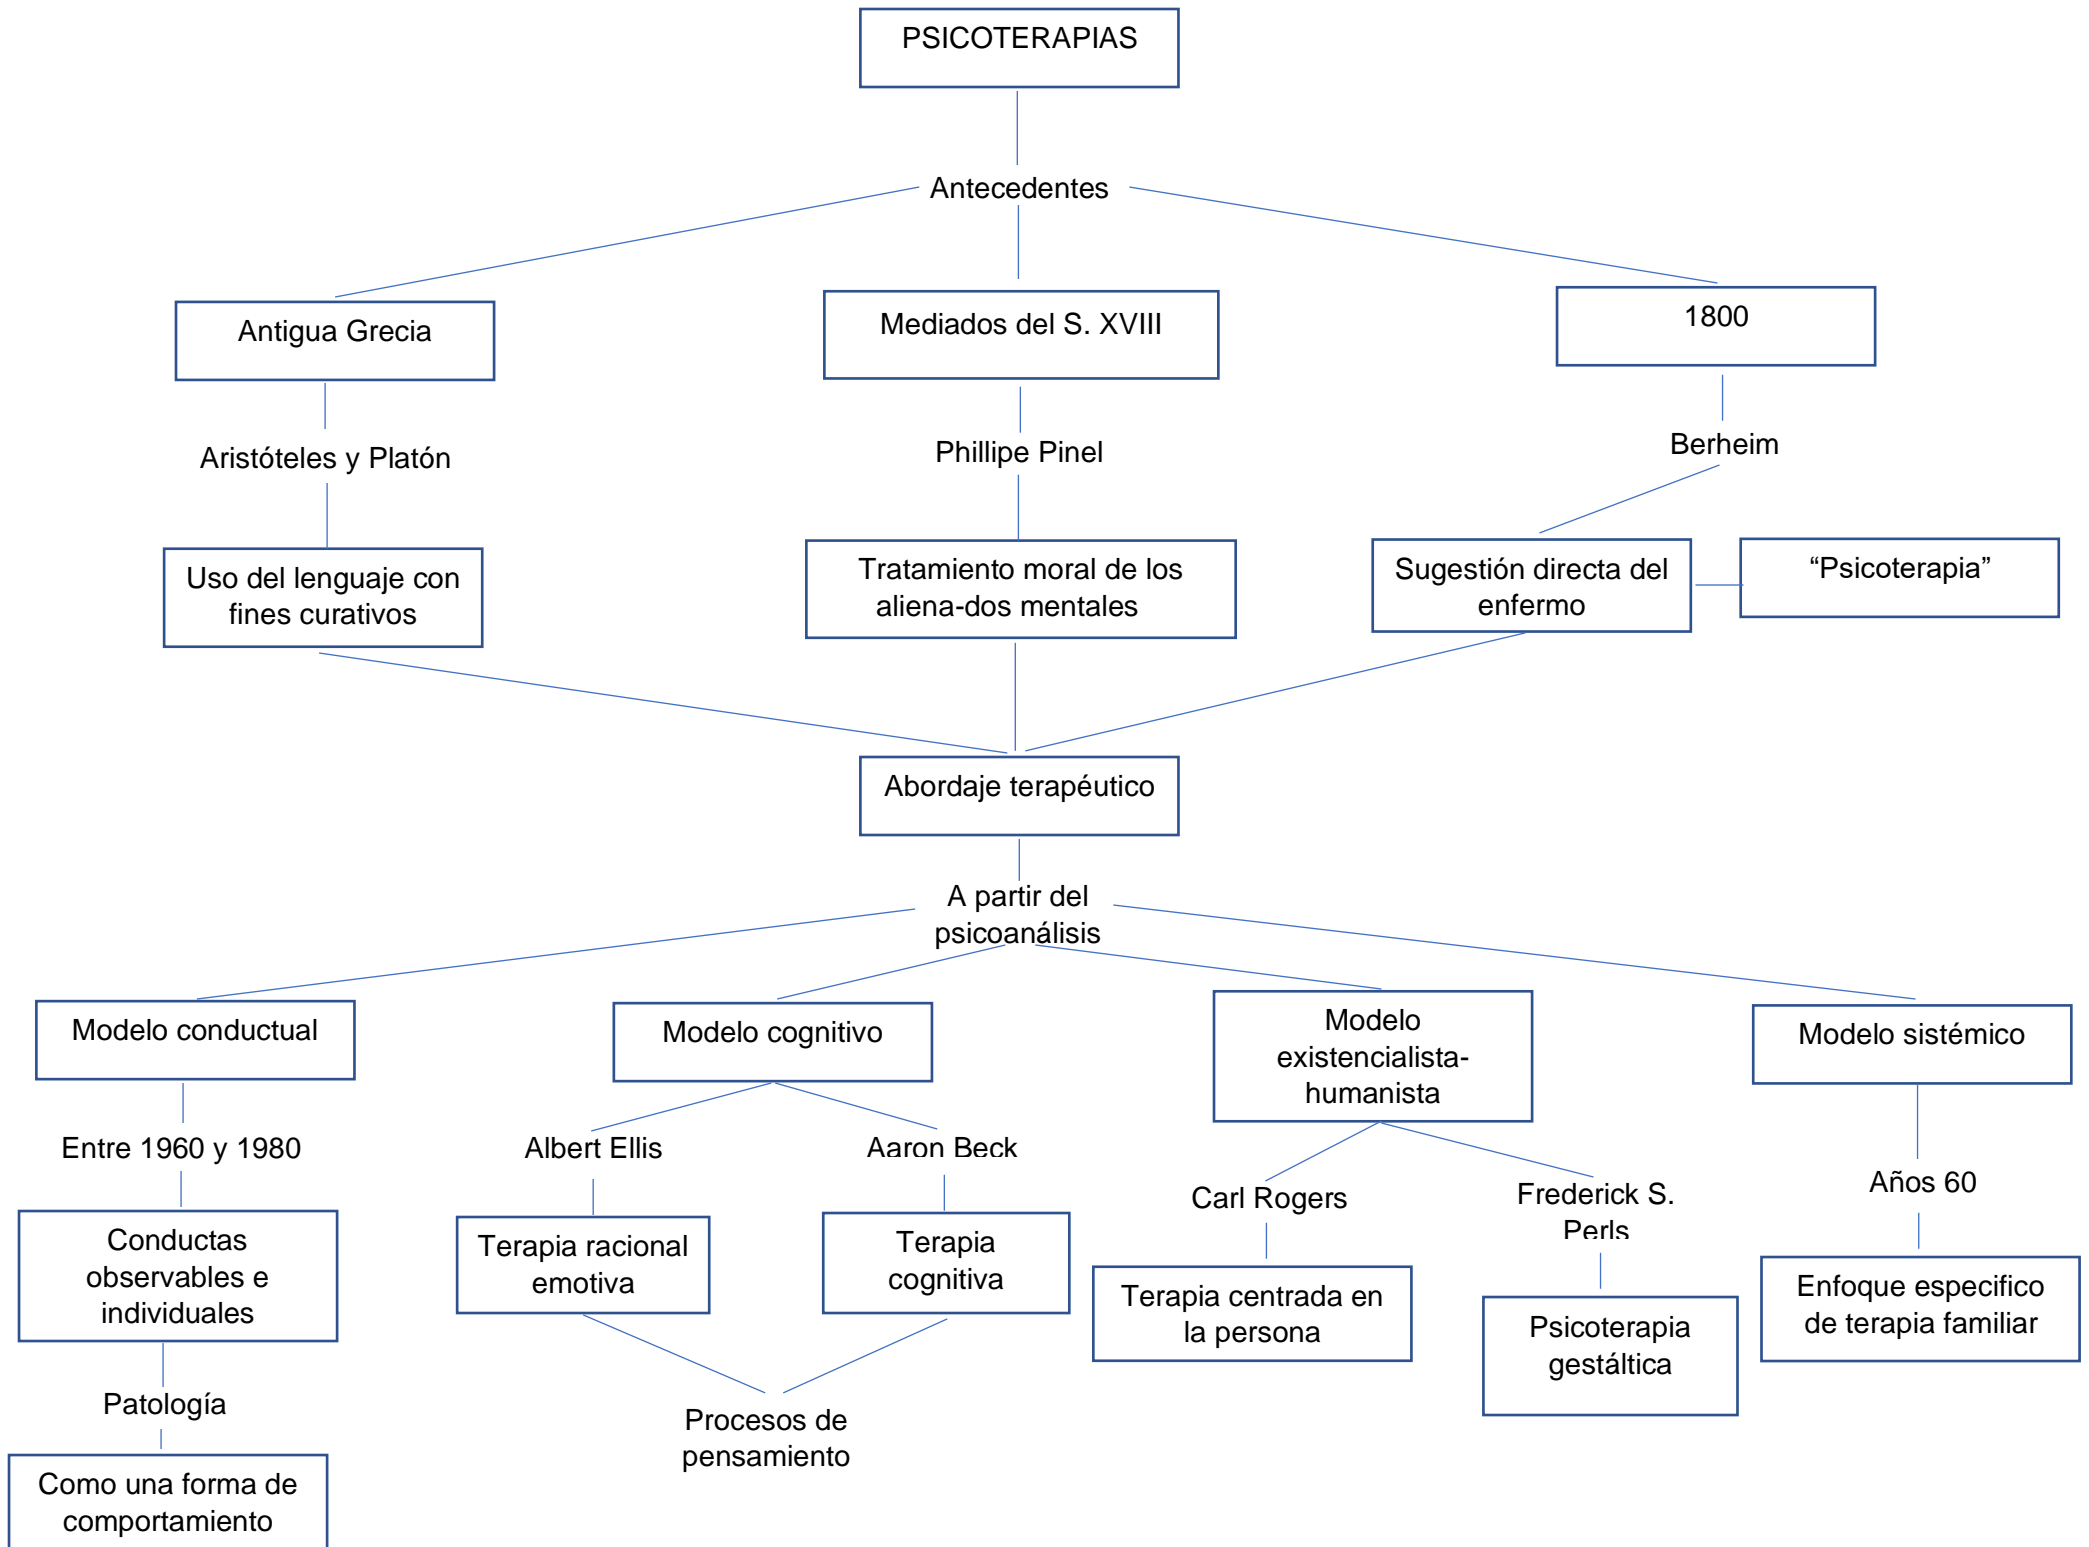 PSICOTERAPIAS
Antecedentes
Antigua Grecia
Mediados del S. XVIII
1800
Aristóteles y Platón
Phillipe Pinel
Berheim
Uso del lenguaje con
fines curativos
Tratamiento moral de los
aliena-dos mentales
Sugestión directa del
enfermo
“Psicoterapia”
Abordaje terapéutico
A partir del
psicoanálisis
Modelo conductual
Modelo cognitivo
Modelo
existencialista-
humanista
Modelo sistémico
Entre 1960 y 1980
Albert Ellis
Aaron Beck
Carl Rogers
Frederick S.
Perls
Años 60
Conductas
observables e
individuales
Terapia racional
emotiva
Terapia
cognitiva
Terapia centrada en
la persona
Psicoterapia
gestáltica
Enfoque especifico
de terapia familiar
Patología
Procesos de
pensamiento
Como una forma de
comportamiento